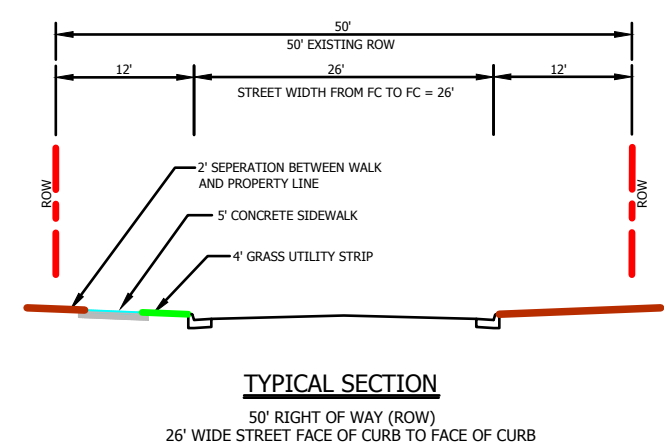 50'
50' EXISTING ROW
12'
26'
12'
STREET WIDTH FROM FC TO FC = 26'
ROW
ROW
2' SEPERATION BETWEEN WALK
AND PROPERTY LINE
5' CONCRETE SIDEWALK
4' GRASS UTILITY STRIP
TYPICAL SECTION
50' RIGHT OF WAY (ROW)
26' WIDE STREET FACE OF CURB TO FACE OF CURB